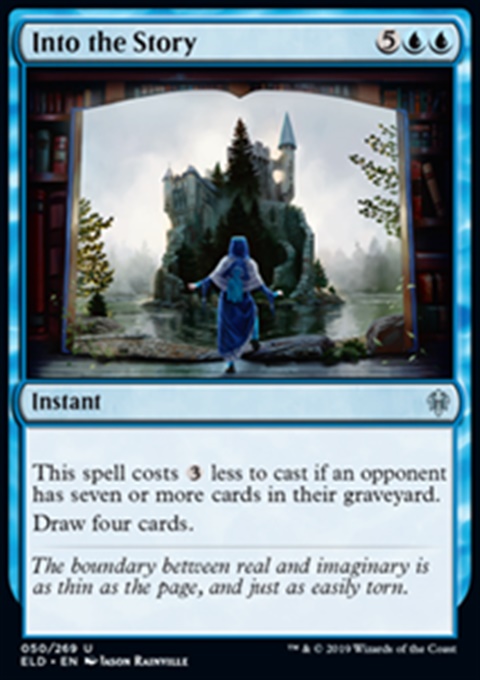 Into the Story 5
Instant
This spell costs 3 less to cast if an opponent
has seven or more cards in their graveyard.
Draw four cards.
The boundary between real and imaginary is
as thin as the page, and just as easily torn.
050/269 U
ELD • EN Jason Rainville
™ & © 2019 Wizards of the Coast